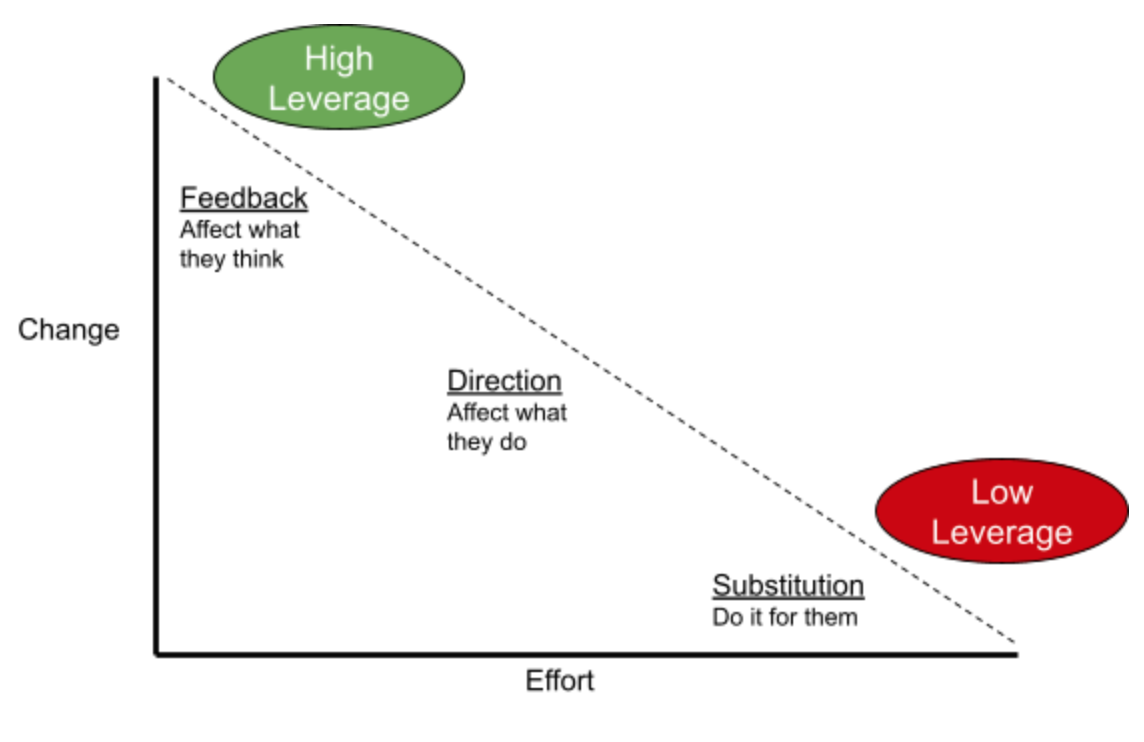 High
Leverage
Feedback
Affect what
they think
Change
Direction
Affect what
they do
Low
Leverage
Substitution
Do it for them
Effort